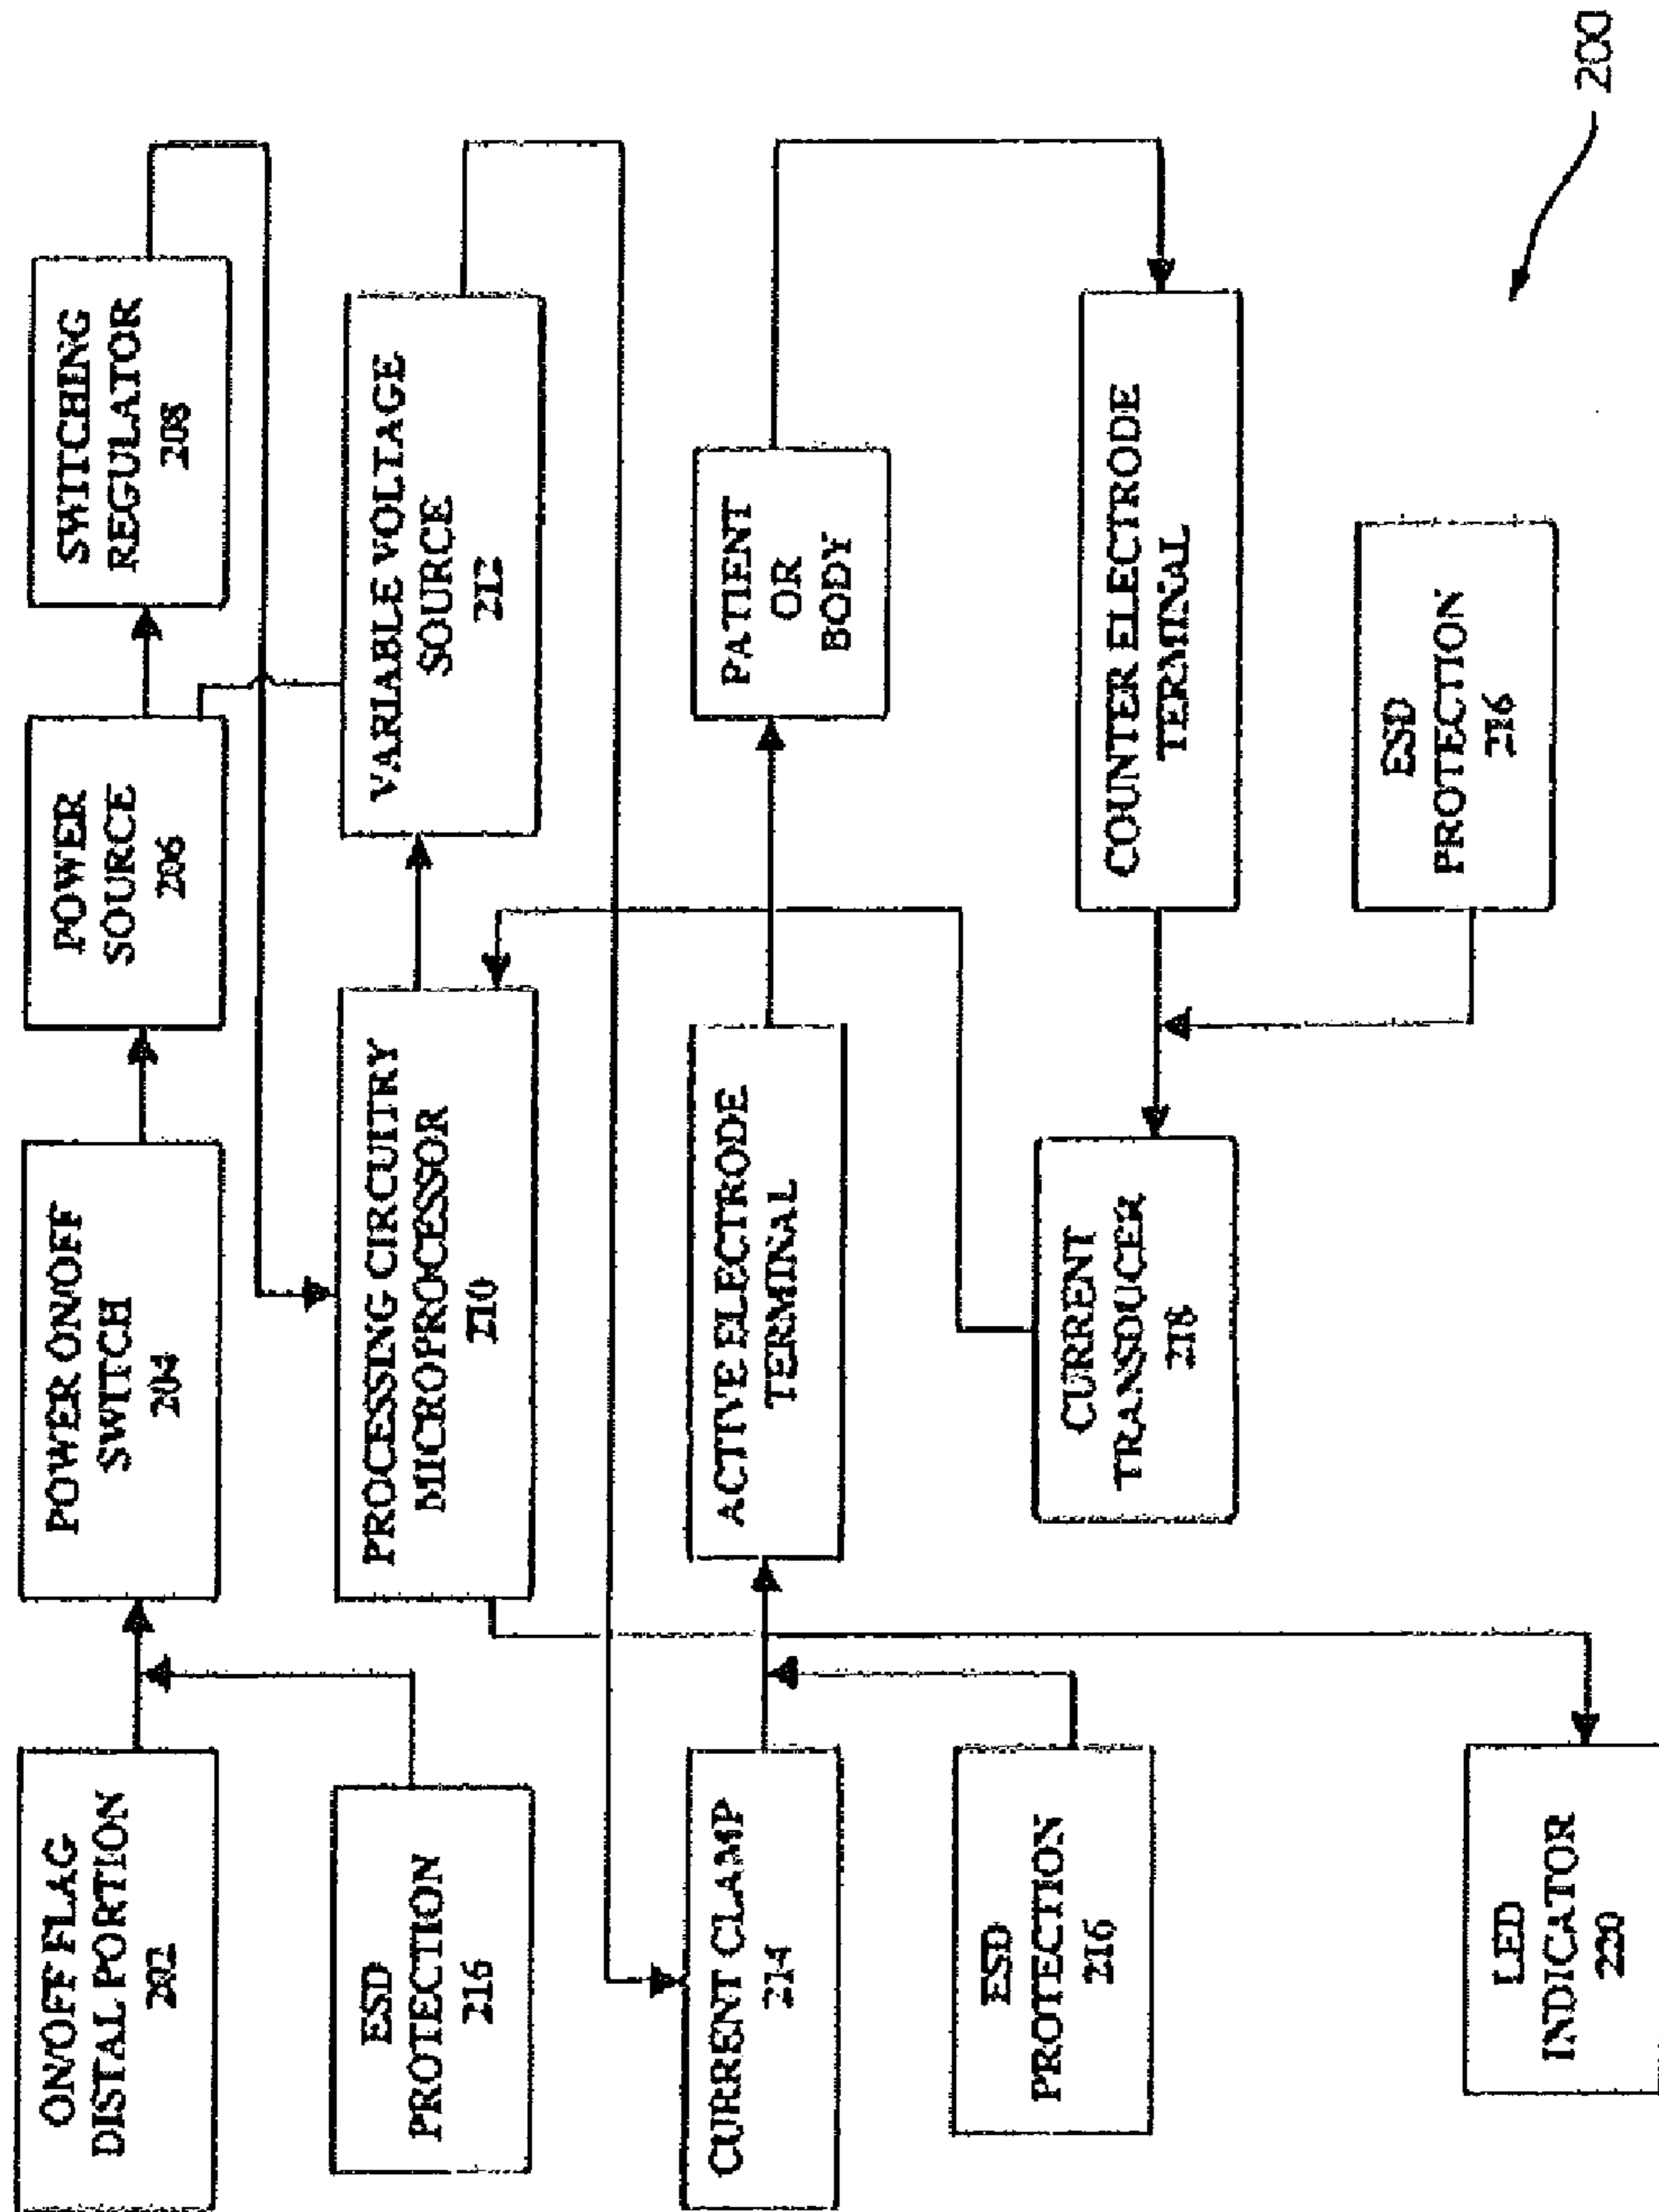 ON/OFF FLAG
DISTAL PORTION
202
POWER ON/OFF
SWITCH
204
POWER
SOURCE
206
SWITCHING
REGULATOR
208
ESD
PROTECTION
216
PROCESSING CIRCUITRY
MICROPROCESSOR
210
VARIABLE VOLTAGE
SOURCE
212
CURRENT CLAMP
214
ACTIVE ELECTRODE
TERMINAL
PATIENT
OR
BODY
ESD
PROTECTION
216
CURRENT
TRANSDUCER
218
COUNTER ELECTRODE
TERMINAL
ESD
PROTECTION
216
LED
INDICATOR
220
200